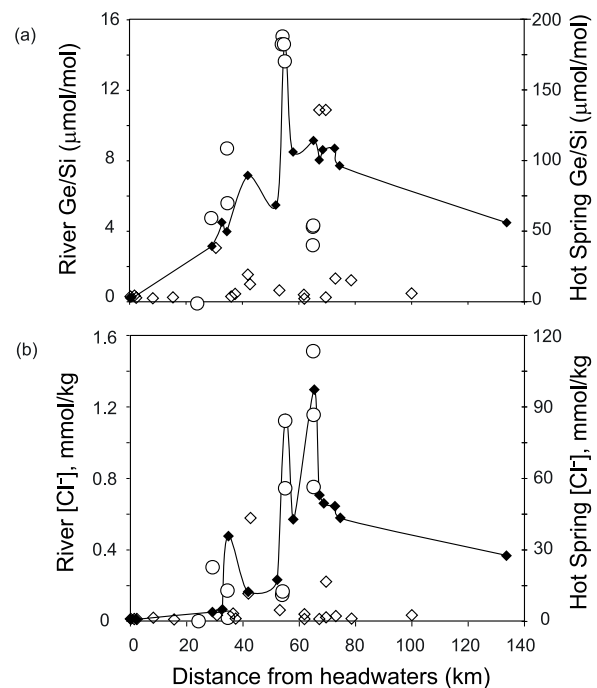 (a)
16
12
8
4
0
River Ge/Si (μmol/mol)
200
150
100
50
0
Hot Spring Ge/Si (μmol/mol)
(b)
1.6
1.2
0.8
0.4
0
River [Cl⁻], mmol/kg
120
90
60
30
0
Hot Spring [Cl⁻], mmol/kg
0 20 40 60 80 100 120 140
Distance from headwaters (km)